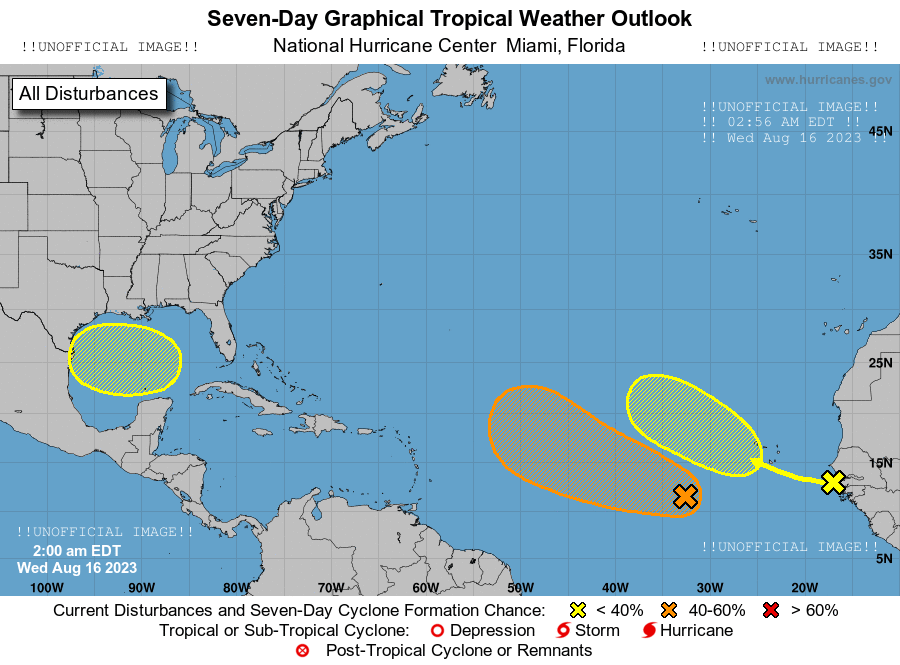 Seven-Day Graphical Tropical Weather Outlook
!!UNOFFICIAL IMAGE!! National Hurricane Center Miami, Florida !!UNOFFICIAL IMAGE!!
www.hurricanes.gov
All Disturbances
!!UNOFFICIAL IMAGE!!
!! 02:56 AM EDT !!
!! Wed Aug 16 2023 !!
45N
35N
25N
15N
!!UNOFFICIAL IMAGE!!
2:00 am EDT
!!UNOFFICIAL IMAGE!!
5N
Wed Aug 16 2023
100W 90W 80W 70W 60W 50W 40W 30W 20W
Current Disturbances and Seven-Day Cyclone Formation Chance: < 40% 40-60% > 60%
Tropical or Sub-Tropical Cyclone: Depression Storm Hurricane
Post-Tropical Cyclone or Remnants